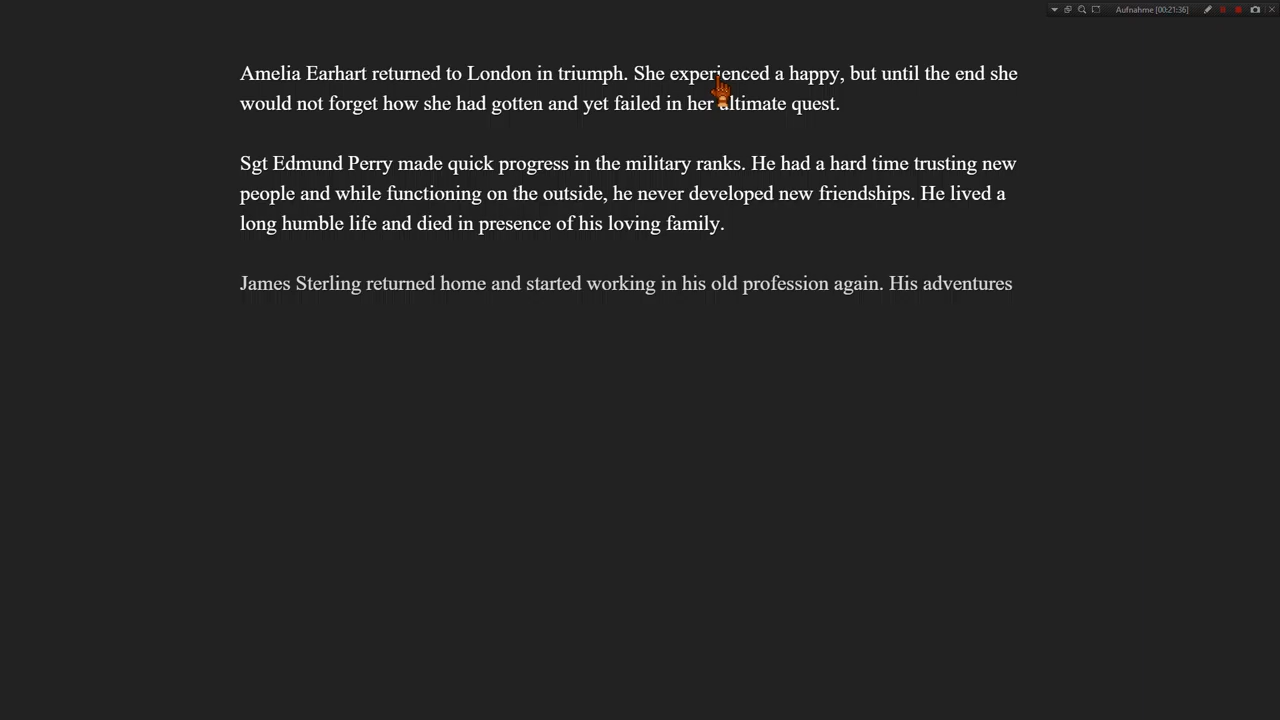 Aufnahme [00:21:36]
Amelia Earhart returned to London in triumph. She experienced a happy, but until the end she
would not forget how she had gotten and yet failed in her ultimate quest.
Sgt Edmund Perry made quick progress in the military ranks. He had a hard time trusting new
people and while functioning on the outside, he never developed new friendships. He lived a
long humble life and died in presence of his loving family.
James Sterling returned home and started working in his old profession again. His adventures